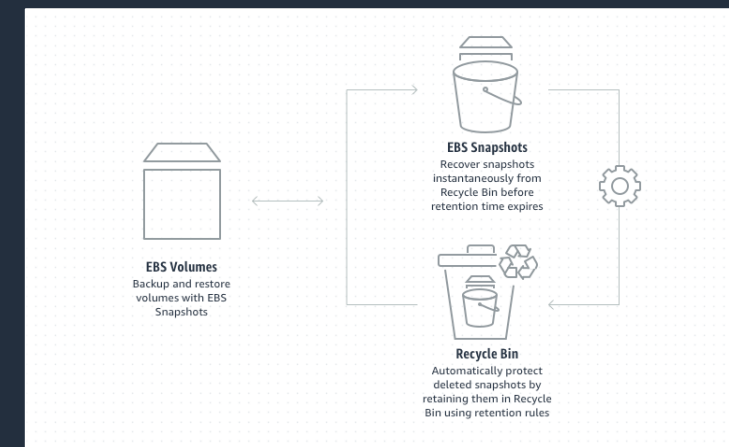 EBS Snapshots
Recover snapshots
instantaneously from
Recycle Bin before
retention time expires
EBS Volumes
Backup and restore
volumes with EBS
Snapshots
Recycle Bin
Automatically protect
deleted snapshots by
retaining them in Recycle
Bin using retention rules